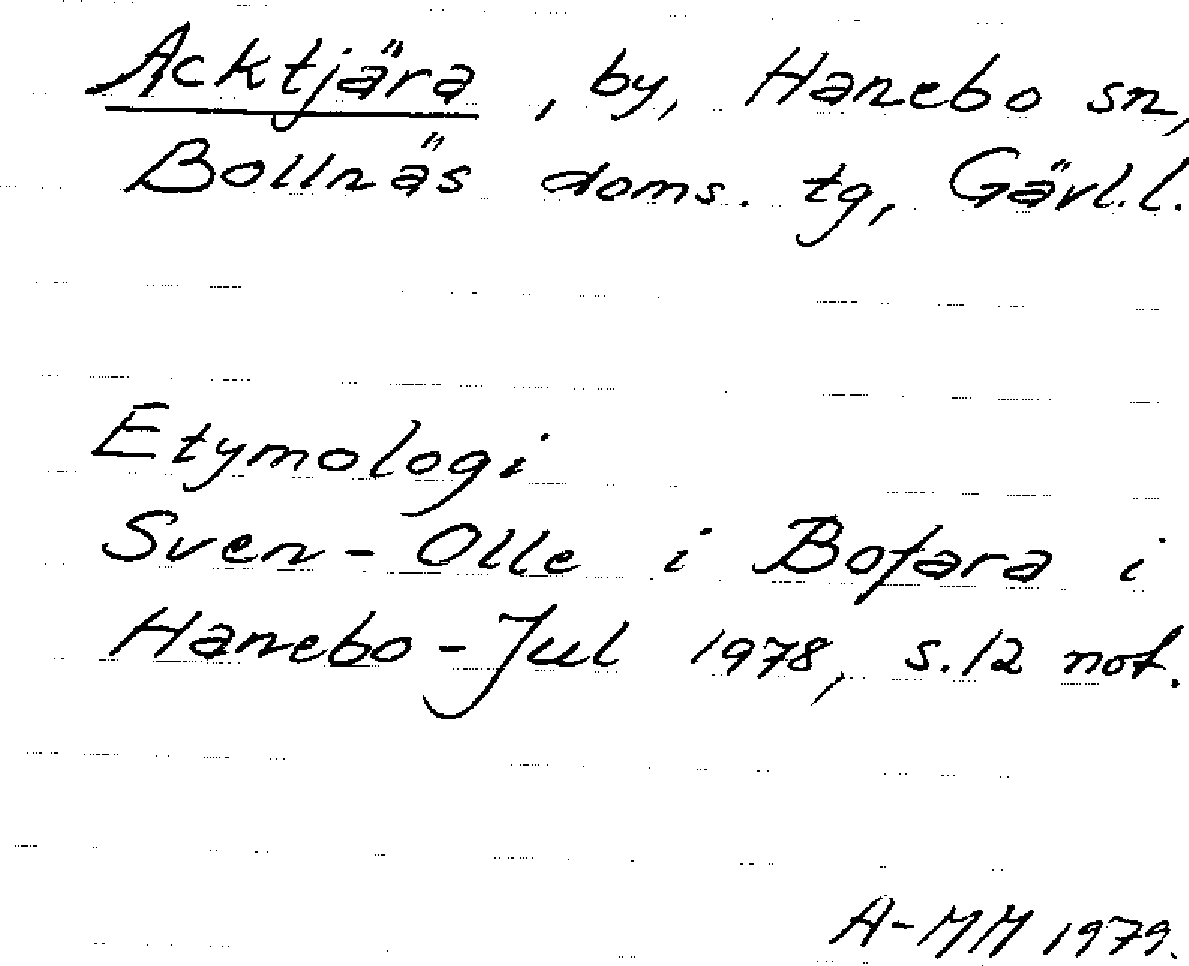 Acktjära, by, Hanebo sn,
Bollnäs doms. tg, Gävl.l.
Etymologi
Sven-Olle i Bofara i
Hanebo-Jul 1978, s.12 not.
A-MM 1979.